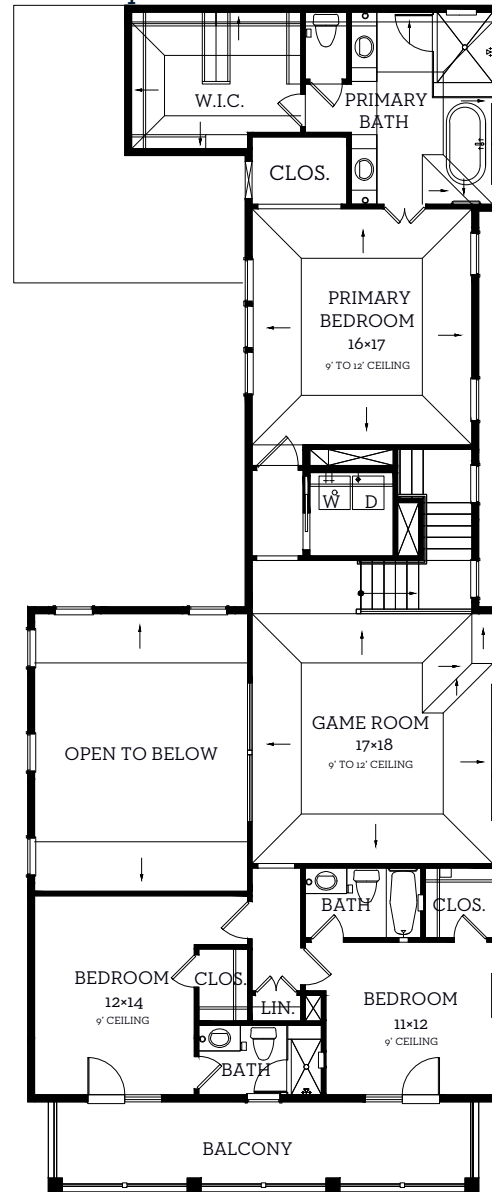 W.I.C.
PRIMARY
BATH
CLOS.
PRIMARY
BEDROOM
16×17
9' TO 12' CEILING
W D
GAME ROOM
17×18
9' TO 12' CEILING
OPEN TO BELOW
BATH
CLOS.
BEDROOM
12×14
9' CEILING
CLOS.
LIN.
BEDROOM
11×12
9' CEILING
BATH
BALCONY